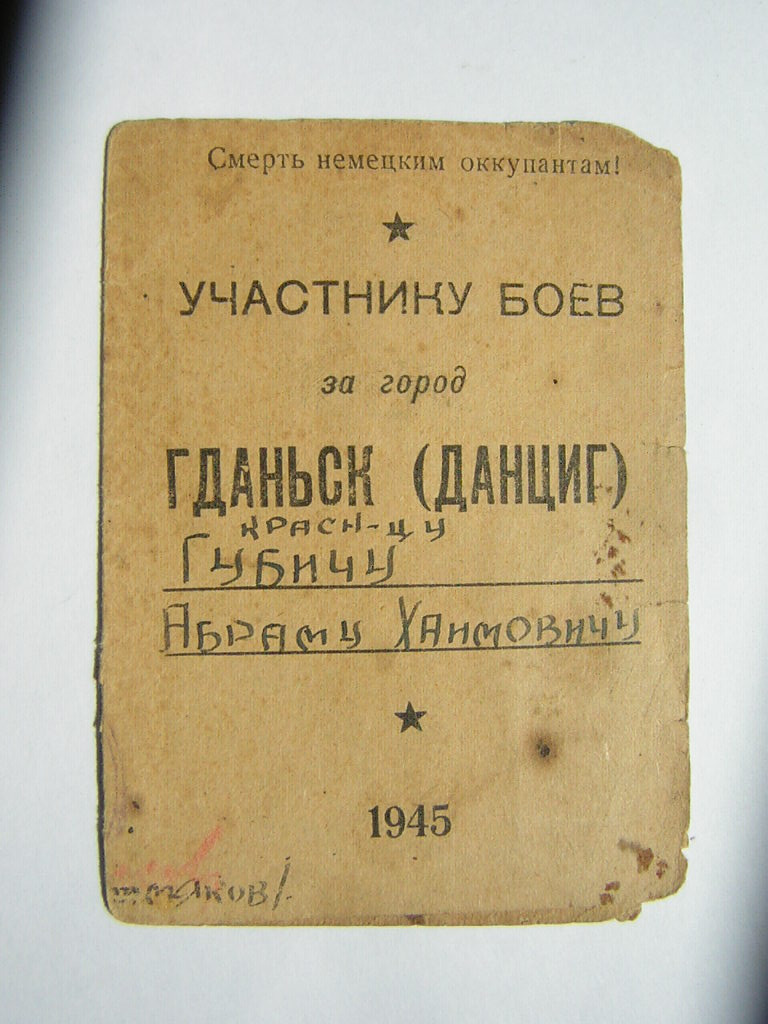 Смерть немецким оккупантам!
УЧАСТНИКУ БОЕВ
за город
ГДАНЬСК (ДАНЦИГ)
КРАСН-ЦУ
ГУБИЧУ
АБРАМУ ХАИМОВИЧУ
1945